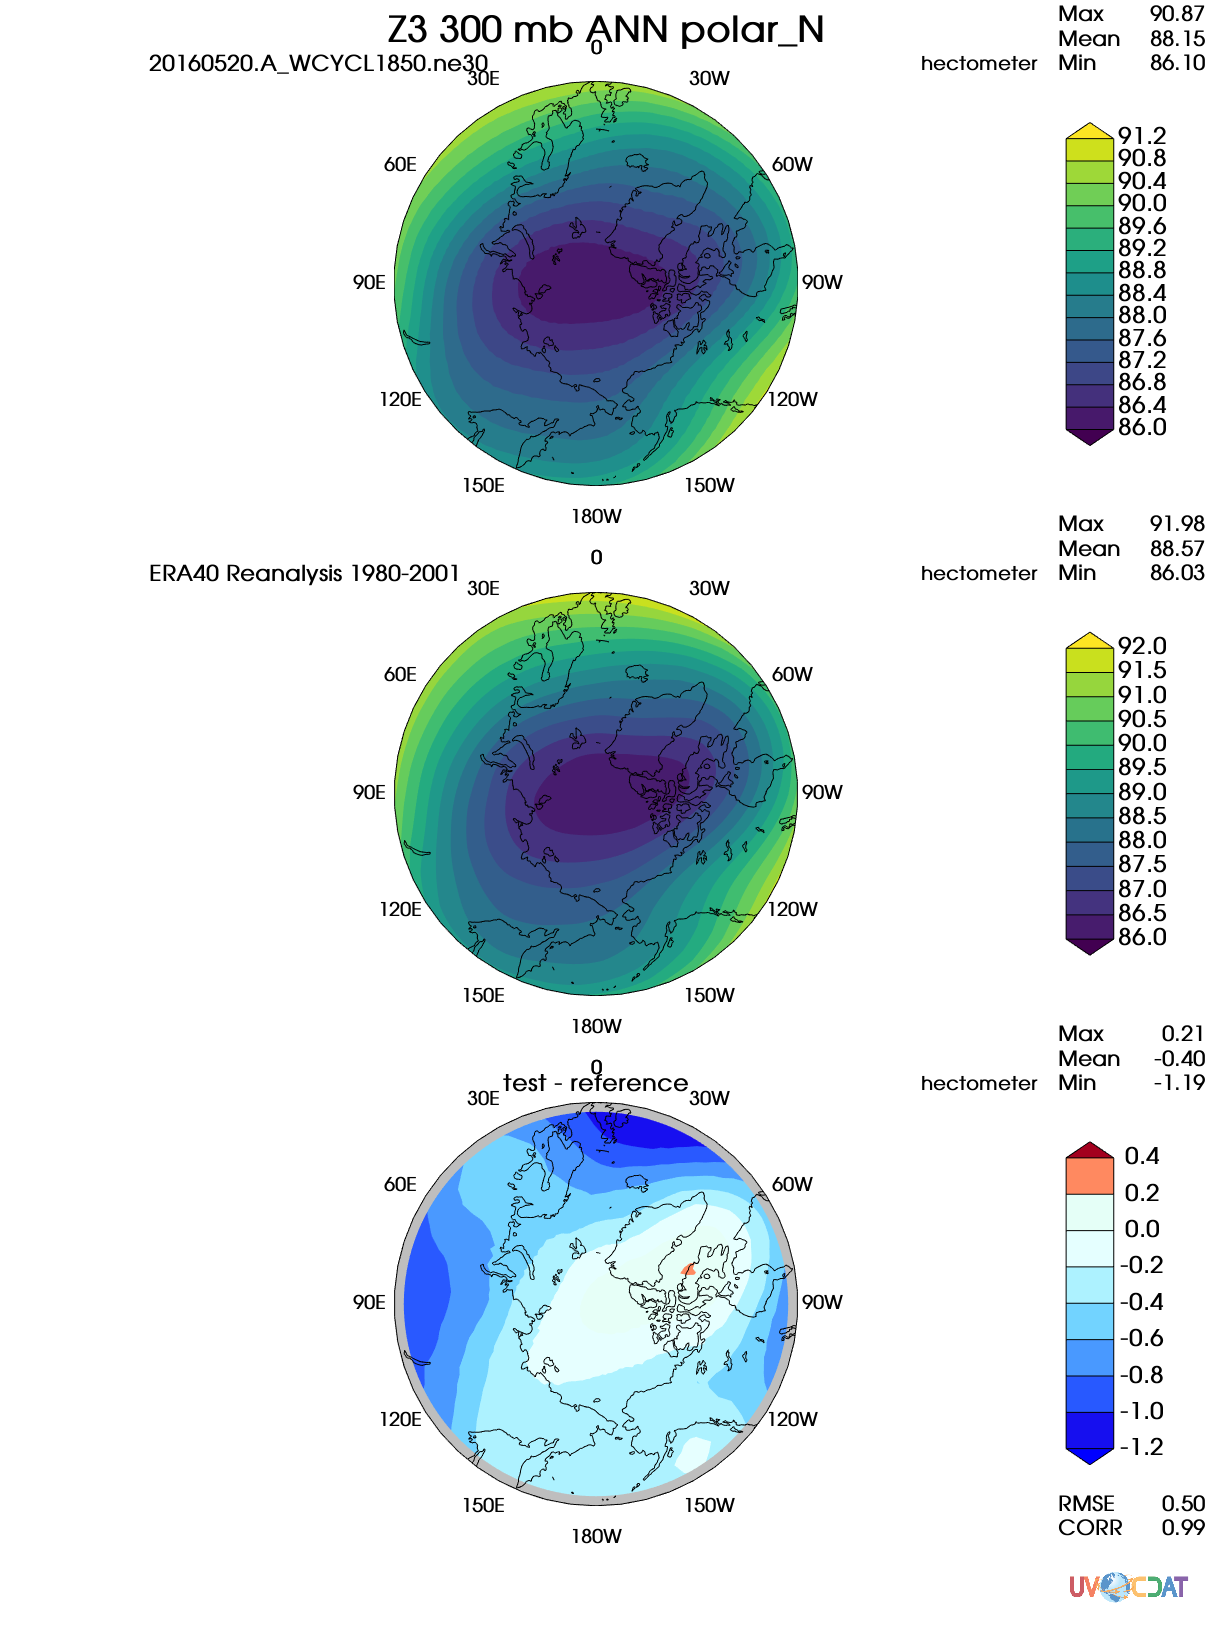 Z3 300 mb ANN polar_N
20160520.A_WCYCL1850.ne30
hectometer
Max 90.87
Mean 88.15
Min 86.10
0
30E
30W
60E
60W
90E
90W
120E
120W
150E
150W
180W
91.2
90.8
90.4
90.0
89.6
89.2
88.8
88.4
88.0
87.6
87.2
86.8
86.4
86.0
ERA40 Reanalysis 1980-2001
hectometer
Max 91.98
Mean 88.57
Min 86.03
0
30E
30W
60E
60W
90E
90W
120E
120W
150E
150W
180W
92.0
91.5
91.0
90.5
90.0
89.5
89.0
88.5
88.0
87.5
87.0
86.5
86.0
test - reference
hectometer
Max 0.21
Mean -0.40
Min -1.19
0
30E
30W
60E
60W
90E
90W
120E
120W
150E
150W
180W
0.4
0.2
0.0
-0.2
-0.4
-0.6
-0.8
-1.0
-1.2
RMSE 0.50
CORR 0.99
UV CDAT